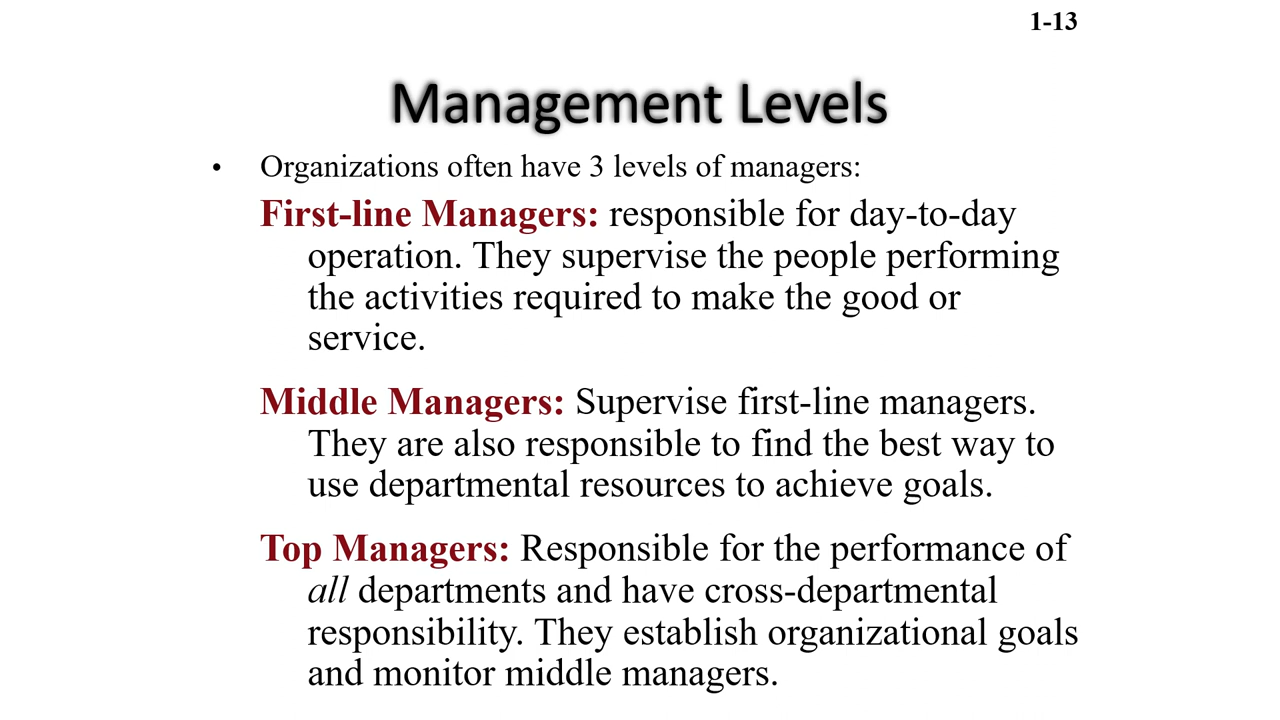 1-13
Management Levels
• Organizations often have 3 levels of managers:
First-line Managers: responsible for day-to-day
operation. They supervise the people performing
the activities required to make the good or
service.
Middle Managers: Supervise first-line managers.
They are also responsible to find the best way to
use departmental resources to achieve goals.
Top Managers: Responsible for the performance of
all departments and have cross-departmental
responsibility. They establish organizational goals
and monitor middle managers.